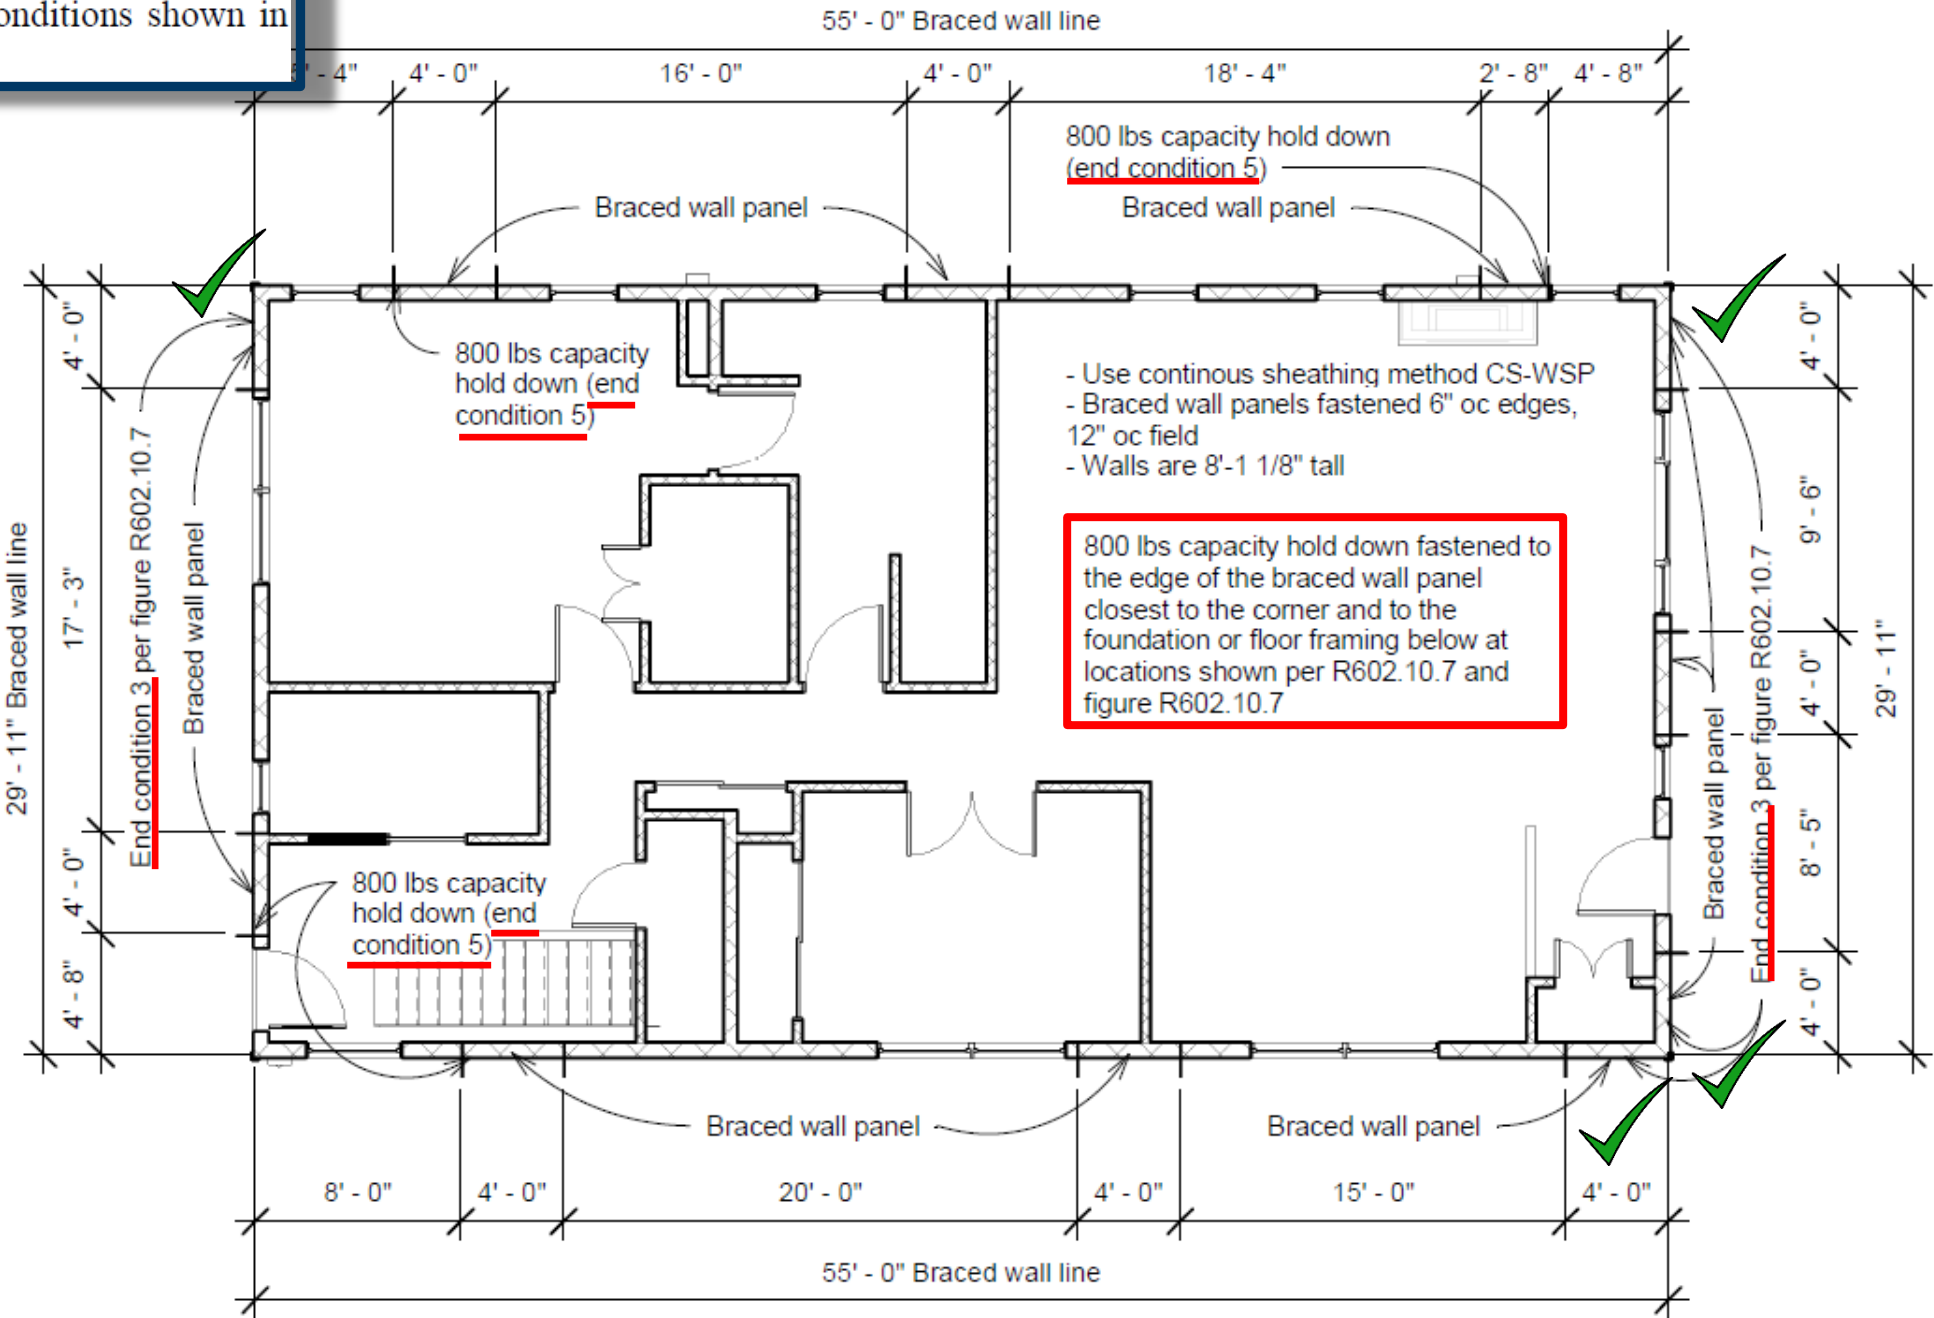 onditions shown in
55' - 0" Braced wall line
' - 4"
4' - 0"
16' - 0"
4' - 0"
18' - 4"
2' - 8"
4' - 8"
800 lbs capacity hold down
(end condition 5)
Braced wall panel
Braced wall panel
800 lbs capacity
hold down (end
condition 5)
- Use continous sheathing method CS-WSP
- Braced wall panels fastened 6" oc edges,
12" oc field
- Walls are 8'-1 1/8" tall
800 lbs capacity hold down fastened to
the edge of the braced wall panel
closest to the corner and to the
foundation or floor framing below at
locations shown per R602.10.7 and
figure R602.10.7
29' - 11" Braced wall line
4' - 0"
17' - 3"
4' - 0"
4' - 8"
End condition 3 per figure R602.10.7
Braced wall panel
800 lbs capacity
hold down (end
condition 5)
Braced wall panel
End condition 3 per figure R602.10.7
4' - 0"
9' - 6"
4' - 0"
8' - 5"
4' - 0"
29' - 11"
Braced wall panel
Braced wall panel
8' - 0"
4' - 0"
20' - 0"
4' - 0"
15' - 0"
4' - 0"
55' - 0" Braced wall line